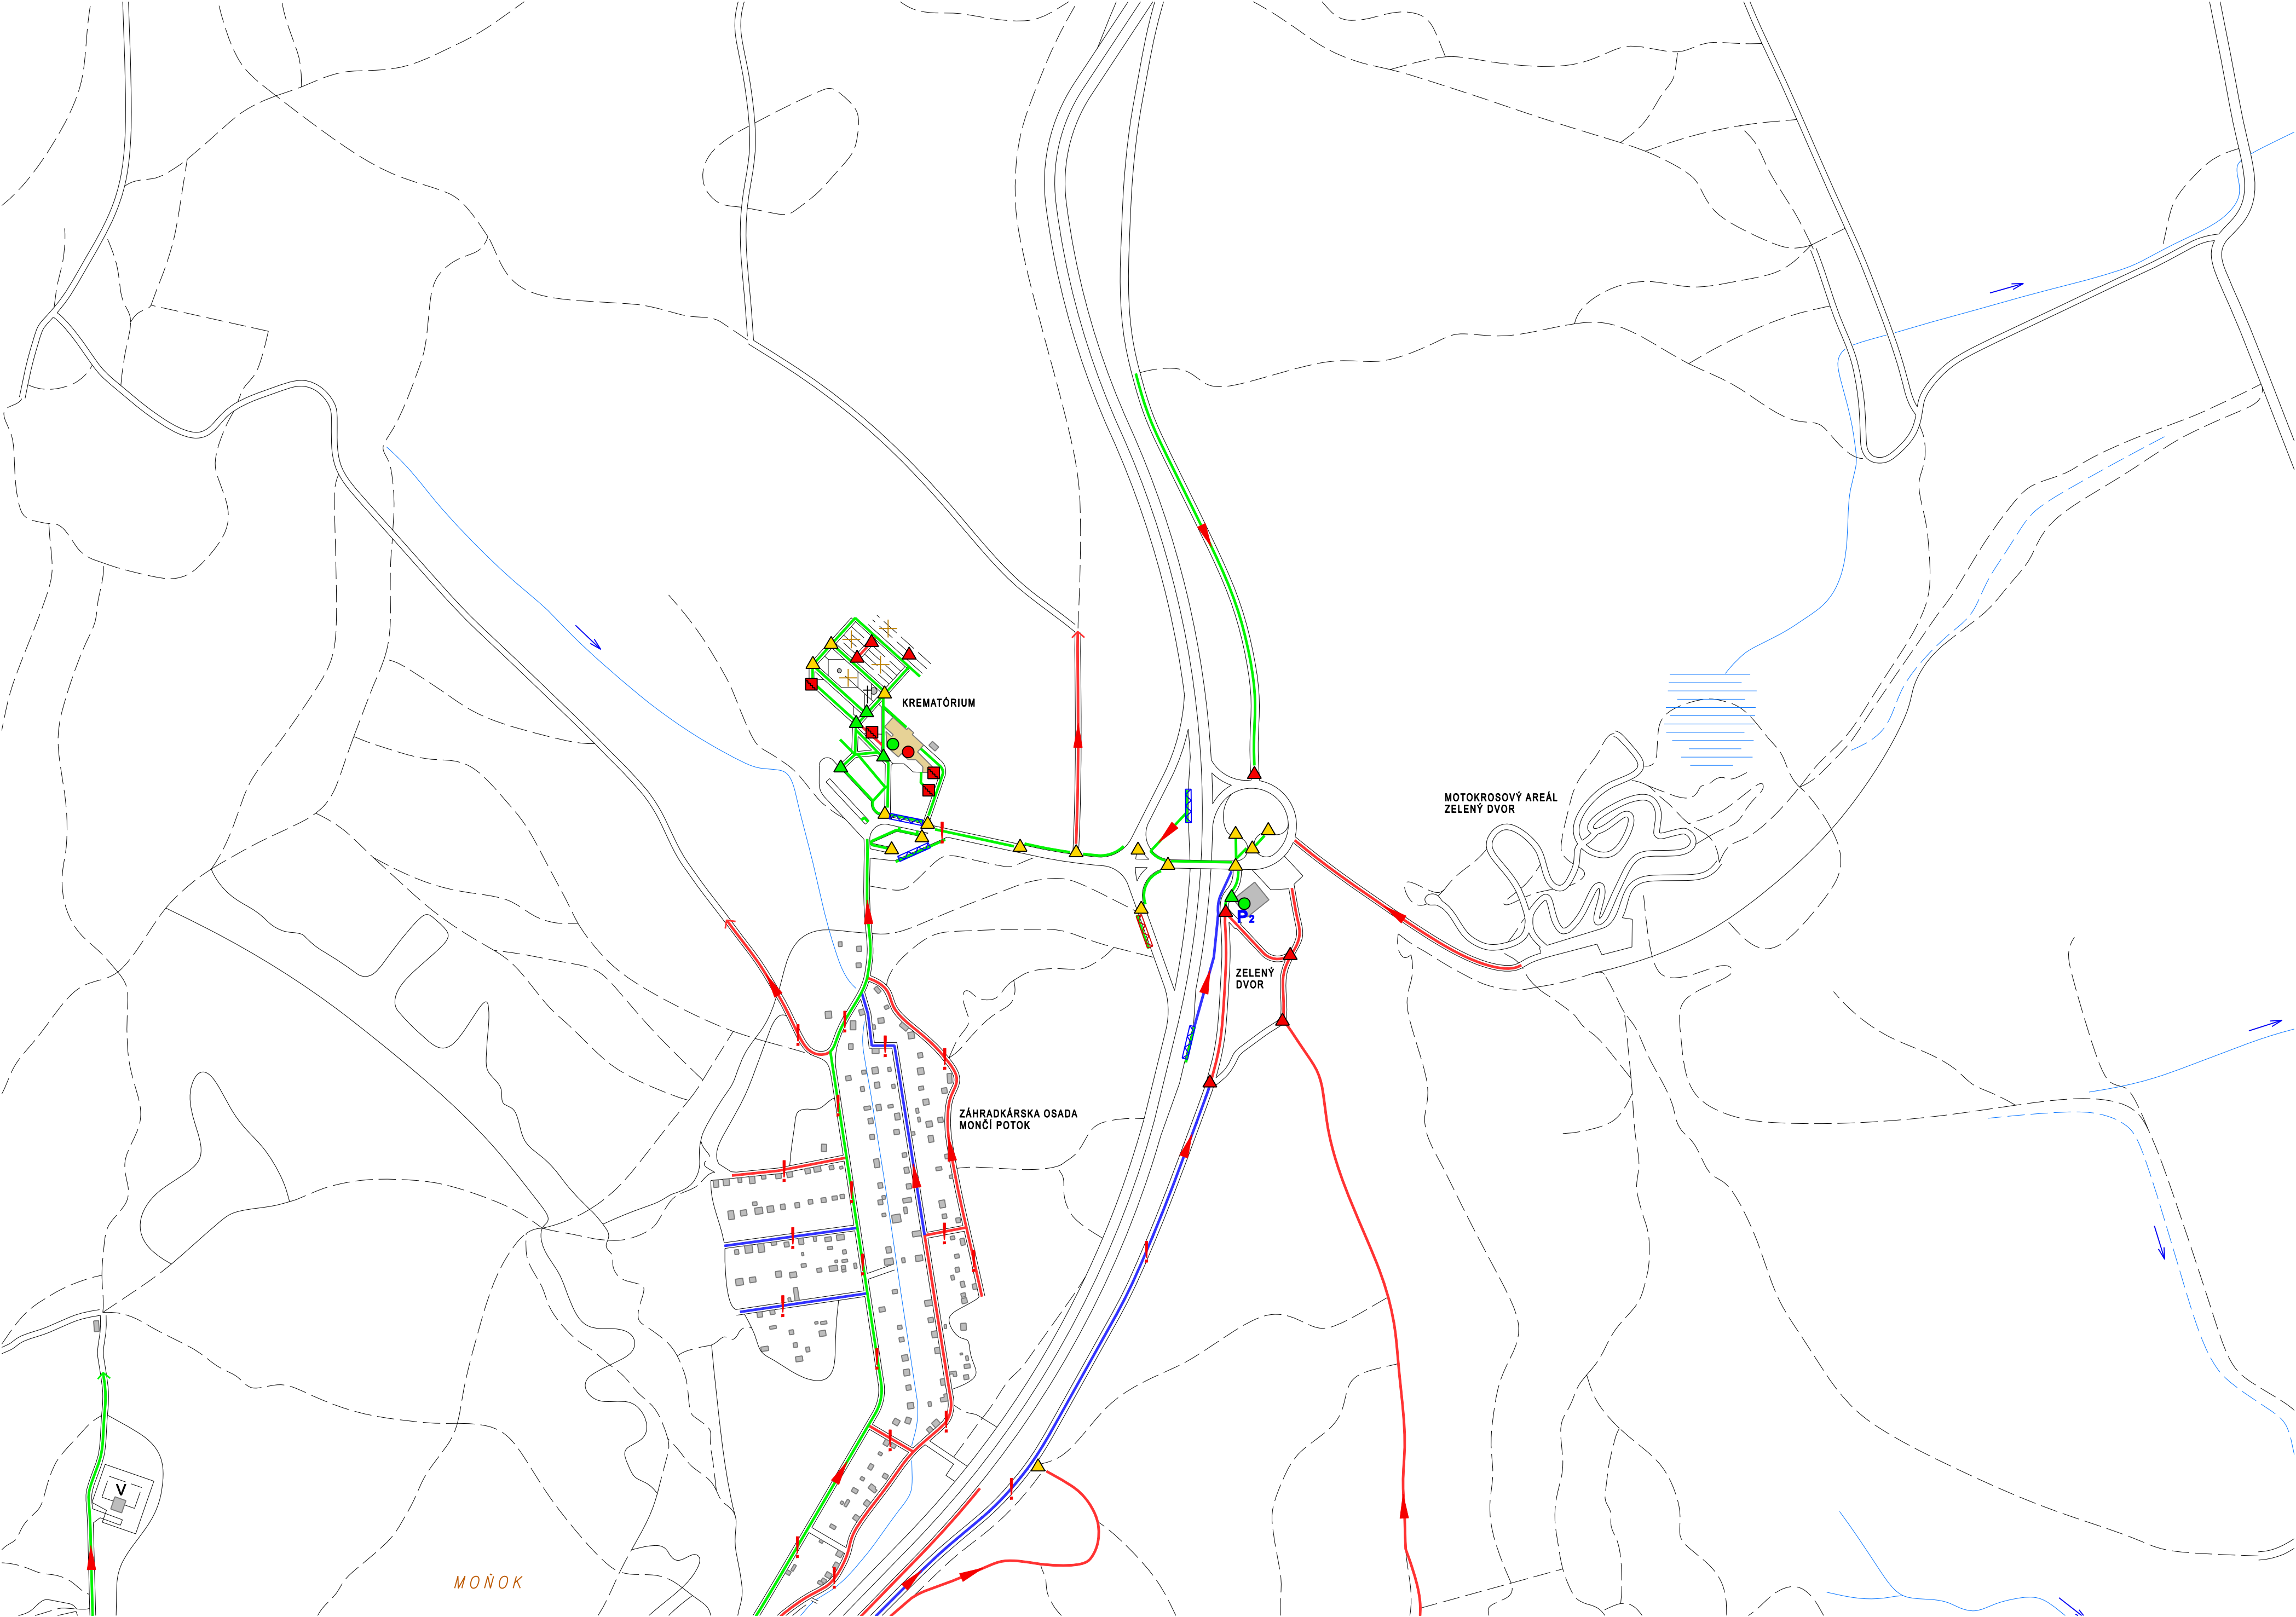 KREMATÓRIUM
MOTOKROSOVÝ AREÁL
ZELENÝ DVOR
P2
ZELENÝ
DVOR
ZÁHRADKÁRSKA OSADA
MONČÍ POTOK
V
MOŇOK